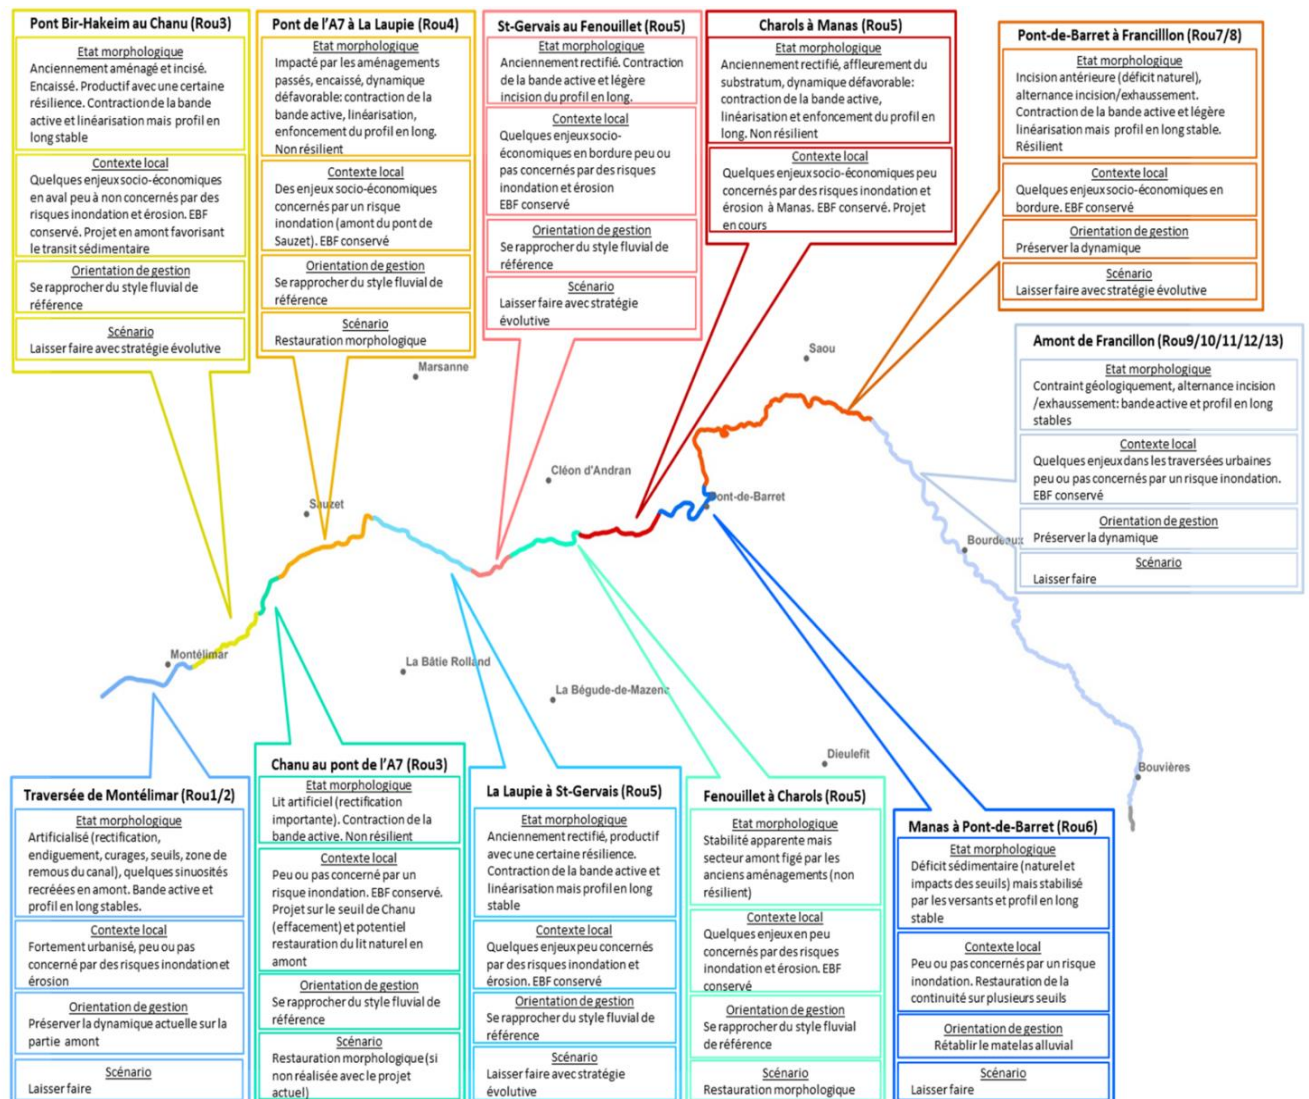 Pont Bir-Hakeim au Chanu (Rou3)
Etat morphologique
Anciennement aménagé et incisé.
Encaissé. Productif avec une certaine
résilience. Contraction de la bande
active et linéarisation mais profil en
long stable
Contexte local
Quelques enjeux socio-économiques
en aval peu à non concernés par des
risques inondation et érosion. EBF
conservé. Projet en amont favorisant
le transit sédimentaire
Orientation de gestion
Se rapprocher du style fluvial de
référence
Scénario
Laisser faire avec stratégie évolutive
Pont de l'A7 à La Laupie (Rou4)
Etat morphologique
Impacté par les aménagements
passés, encaissé, dynamique
défavorable: contraction de la
bande active, linéarisation,
enfoncement du profil en long.
Non résilient
Contexte local
Des enjeux socio-économiques
concernés par un risque
inondation (amont du pont de
Sauzet). EBF conservé
Orientation de gestion
Se rapprocher du style fluvial de
référence
Scénario
Restauration morphologique
St-Gervais au Fenouillet (Rou5)
Etat morphologique
Anciennement rectifié. Contraction
de la bande active et légère
incision du profil en long.
Contexte local
Quelques enjeux socio-
économiques en bordure peu ou
pas concernés par des risques
inondation et érosion
EBF conservé
Orientation de gestion
Se rapprocher du style fluvial de
référence
Scénario
Laisser faire avec stratégie
évolutive
Charols à Manas (Rou5)
Etat morphologique
Anciennement rectifié, affleurement du
substratum, dynamique défavorable:
contraction de la bande active,
linéarisation et enfoncement du profil en
long. Non résilient
Contexte local
Quelques enjeux socio-économiques peu
concernés par des risques inondation et
érosion à Manas. EBF conservé. Projet
en cours
Pont-de-Barret à Francilllon (Rou7/8)
Etat morphologique
Incision antérieure (déficit naturel),
alternance incision/exhaussement.
Contraction de la bande active et légère
linéarisation mais profil en long stable.
Résilient
Contexte local
Quelques enjeux socio-économiques en
bordure. EBF conservé
Orientation de gestion
Préserver la dynamique
Scénario
Laisser faire avec stratégie évolutive
Amont de Francillon (Rou9/10/11/12/13)
Etat morphologique
Contraint géologiquement, alternance incision
/exhaussement: bande active et profil en long
stables
Contexte local
Quelques enjeux dans les traversées urbaines
peu ou pas concernés par un risque inondation.
EBF conservé
Orientation de gestion
Préserver la dynamique
Scénario
Laisser faire
Marsanne
Saou
Cléon d'Andran
Sauzet
Pont-de-Barret
Bourdeaux
Montélimar
La Bâtie Rolland
La Bégude-de-Mazenc
Dieulefit
Bouvières
Traversée de Montélimar (Rou1/2)
Etat morphologique
Artificialisé (rectification,
endiguement, curages, seuils, zone de
remous du canal), quelques sinuosités
recréées en amont. Bande active et
profil en long stables.
Contexte local
Fortement urbanisé, peu ou pas
concerné par des risques inondation et
érosion
Orientation de gestion
Préserver la dynamique actuelle sur la
partie amont
Scénario
Laisser faire
Chanu au pont de l'A7 (Rou3)
Etat morphologique
Lit artificiel (rectification
importante). Contraction de la
bande active. Non résilient
Contexte local
Peu ou pas concerné par un
risque inondation. EBF conservé.
Projet sur le seuil de Chanu
(effacement) et potentiel
restauration du lit naturel en
amont
Orientation de gestion
Se rapprocher du style fluvial de
référence
Scénario
Restauration morphologique (si
non réalisée avec le projet
actuel)
La Laupie à St-Gervais (Rou5)
Etat morphologique
Anciennement rectifié, productif
avec une certaine résilience.
Contraction de la bande active et
linéarisation mais profil en long
stable
Contexte local
Quelques enjeux peu concernés
par des risques inondation et
érosion. EBF conservé
Orientation de gestion
Se rapprocher du style fluvial de
référence
Scénario
Laisser faire avec stratégie
évolutive
Fenouillet à Charols (Rou5)
Etat morphologique
Stabilité apparente mais
secteur amont figé par les
anciens aménagements (non
résilient)
Contexte local
Quelques enjeux en peu
concernés par des risques
inondation et érosion. EBF
conservé
Orientation de gestion
Se rapprocher du style fluvial
de référence
Scénario
Restauration morphologique
Manas à Pont-de-Barret (Rou6)
Etat morphologique
Déficit sédimentaire (naturel et
impacts des seuils) mais stabilisé
par les versants et profil en long
stable
Contexte local
Peu ou pas concernés par un risque
inondation. Restauration de la
continuité sur plusieurs seuils
Orientation de gestion
Rétablir le matelas alluvial
Scénario
Laisser faire